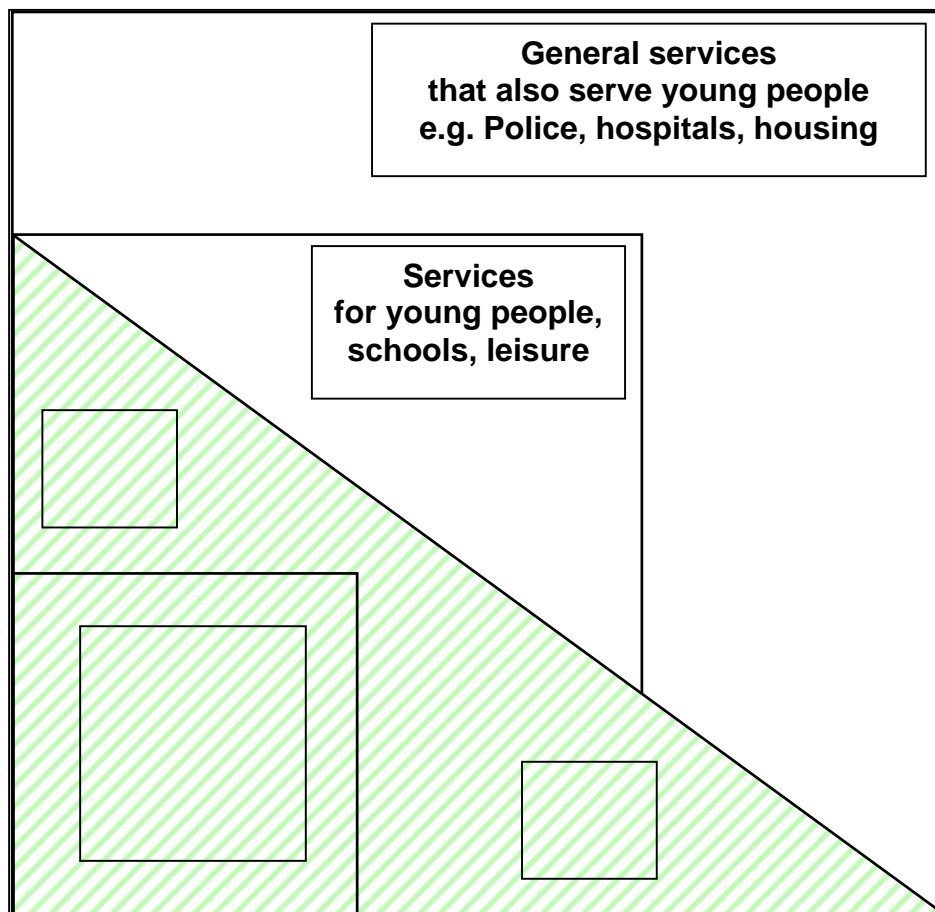 General services
that also serve young people
e.g. Police, hospitals, housing
Services
for young people,
schools, leisure